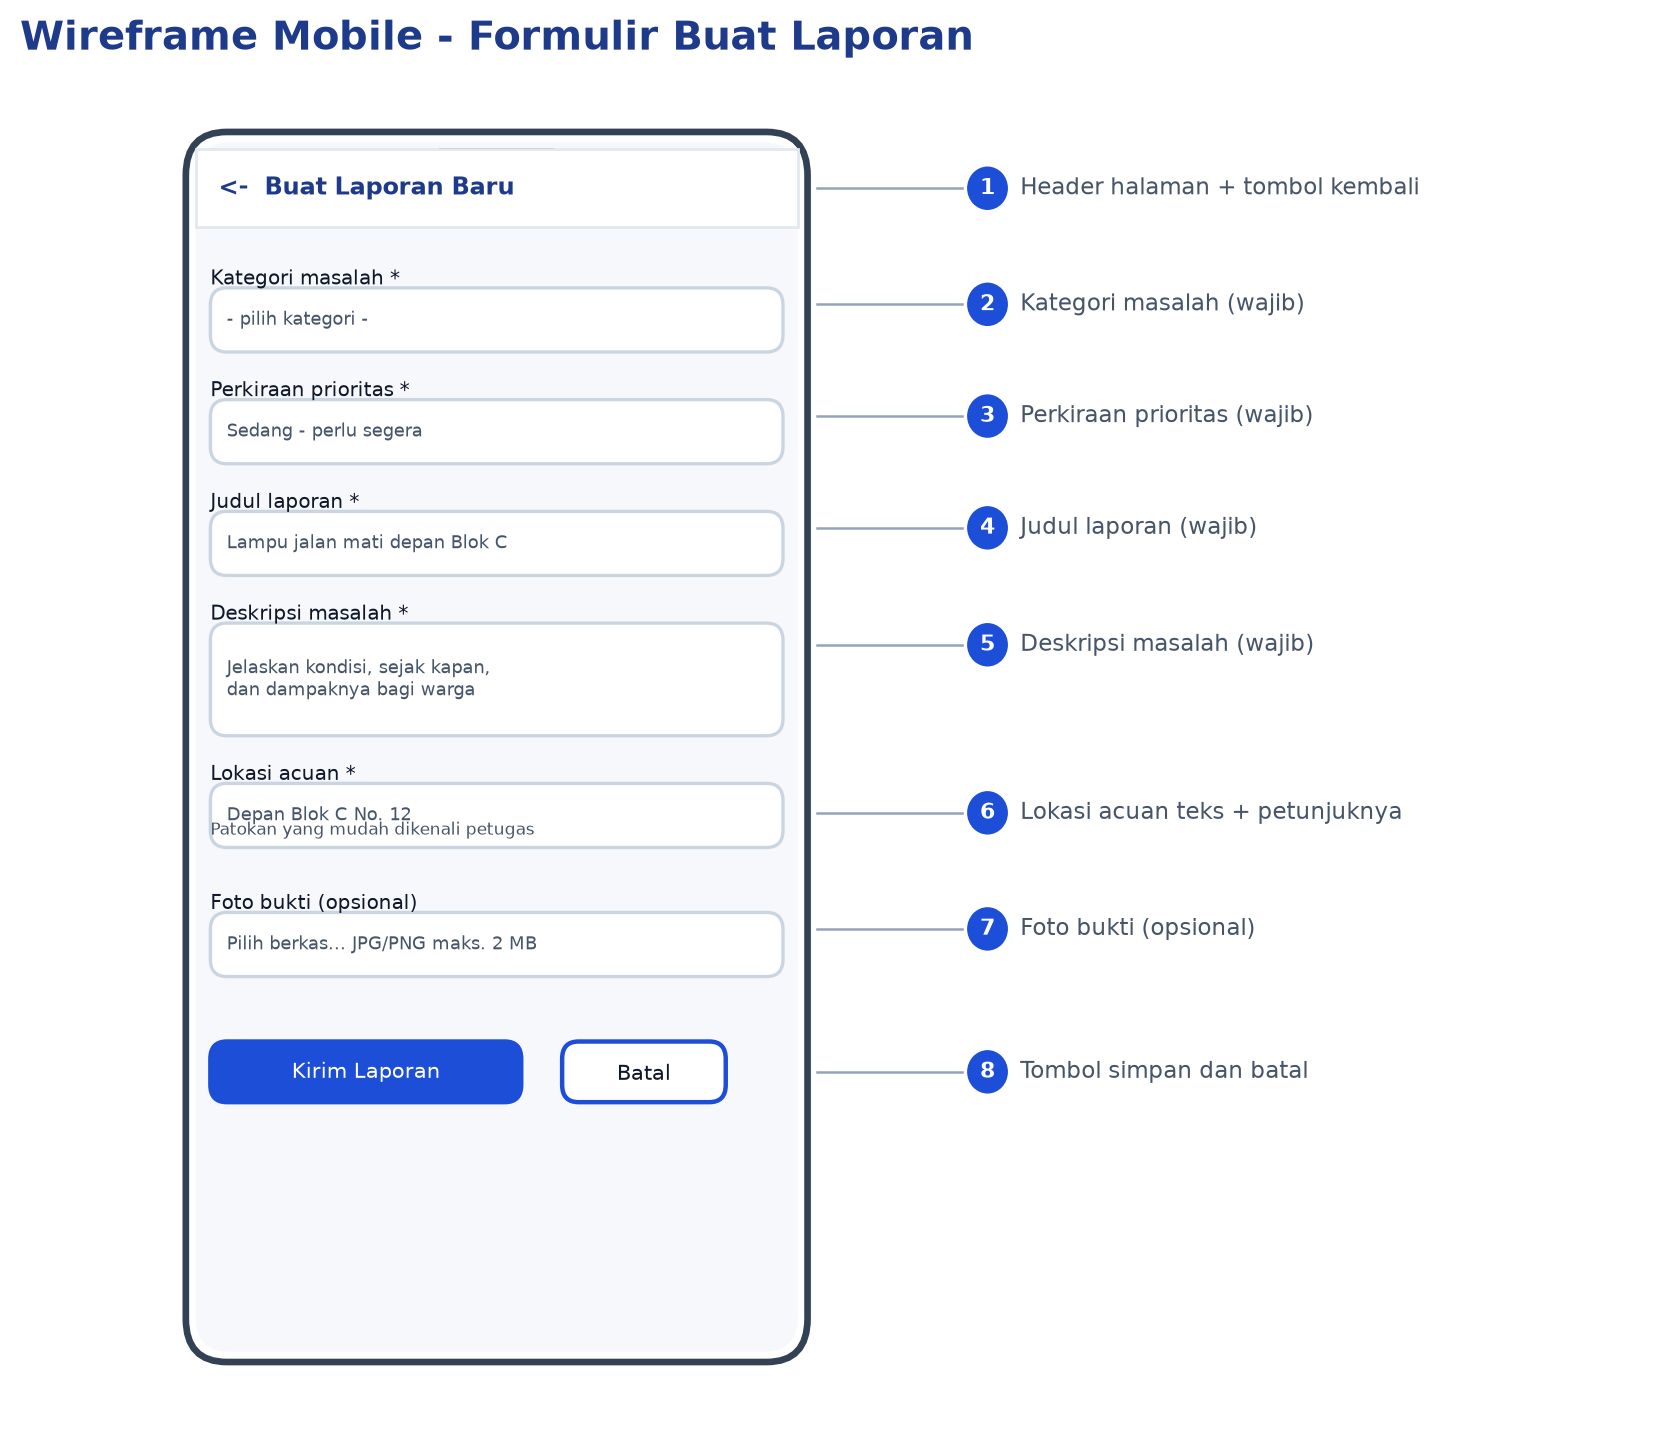 Wireframe Mobile - Formulir Buat Laporan
<- Buat Laporan Baru
1 Header halaman + tombol kembali
Kategori masalah *
- pilih kategori -
2 Kategori masalah (wajib)
Perkiraan prioritas *
Sedang - perlu segera
3 Perkiraan prioritas (wajib)
Judul laporan *
Lampu jalan mati depan Blok C
4 Judul laporan (wajib)
Deskripsi masalah *
Jelaskan kondisi, sejak kapan,
dan dampaknya bagi warga
5 Deskripsi masalah (wajib)
Lokasi acuan *
Depan Blok C No. 12
Patokan yang mudah dikenali petugas
6 Lokasi acuan teks + petunjuknya
Foto bukti (opsional)
Pilih berkas... JPG/PNG maks. 2 MB
7 Foto bukti (opsional)
Kirim Laporan
Batal
8 Tombol simpan dan batal